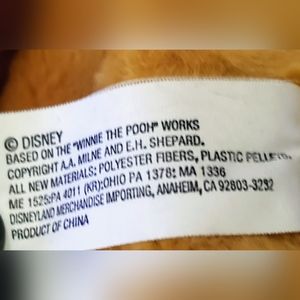 © DISNEY
BASED ON THE "WINNIE THE POOH" WORKS
COPYRIGHT A.A. MILNE AND E.H. SHEPARD.
ALL NEW MATERIALS: POLYESTER FIBERS, PLASTIC PELLETS.
ME 1525:PA 4011 (KR):OHIO PA 1378: MA 1336
DISNEYLAND MERCHANDISE IMPORTING, ANAHEIM, CA 92803-3232
PRODUCT OF CHINA